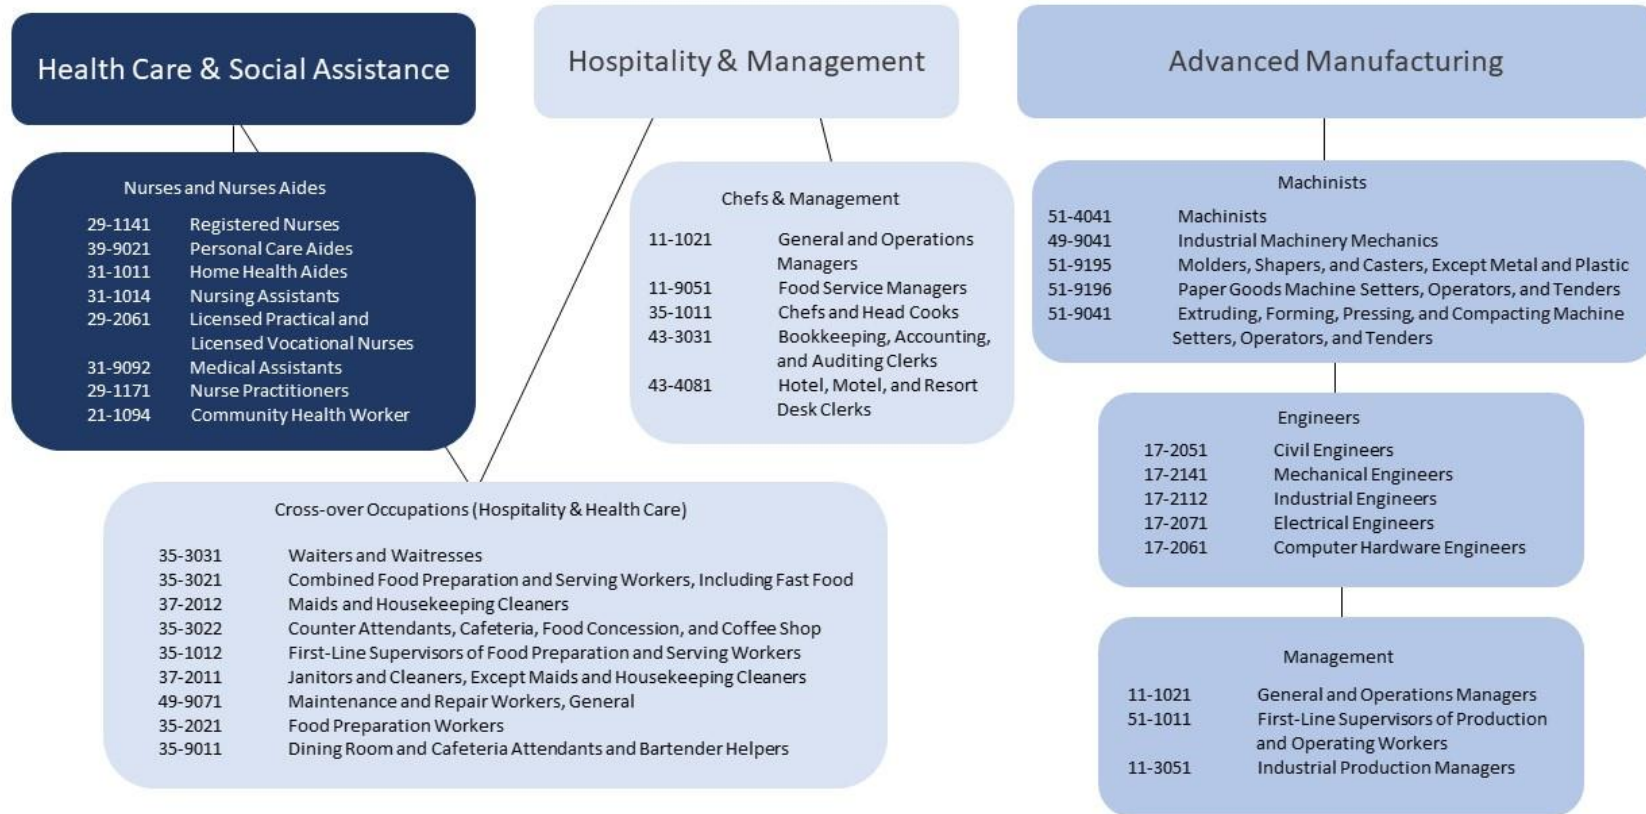 Health Care & Social Assistance
Hospitality & Management
Advanced Manufacturing
Nurses and Nurses Aides
29-1141 Registered Nurses
39-9021 Personal Care Aides
31-1011 Home Health Aides
31-1014 Nursing Assistants
29-2061 Licensed Practical and
Licensed Vocational Nurses
31-9092 Medical Assistants
29-1171 Nurse Practitioners
21-1094 Community Health Worker
Chefs & Management
11-1021 General and Operations
Managers
11-9051 Food Service Managers
35-1011 Chefs and Head Cooks
43-3031 Bookkeeping, Accounting,
and Auditing Clerks
43-4081 Hotel, Motel, and Resort
Desk Clerks
Cross-over Occupations (Hospitality & Health Care)
35-3031 Waiters and Waitresses
35-3021 Combined Food Preparation and Serving Workers, Including Fast Food
37-2012 Maids and Housekeeping Cleaners
35-3022 Counter Attendants, Cafeteria, Food Concession, and Coffee Shop
35-1012 First-Line Supervisors of Food Preparation and Serving Workers
37-2011 Janitors and Cleaners, Except Maids and Housekeeping Cleaners
49-9071 Maintenance and Repair Workers, General
35-2021 Food Preparation Workers
35-9011 Dining Room and Cafeteria Attendants and Bartender Helpers
Machinists
51-4041 Machinists
49-9041 Industrial Machinery Mechanics
51-9195 Molders, Shapers, and Casters, Except Metal and Plastic
51-9196 Paper Goods Machine Setters, Operators, and Tenders
51-9041 Extruding, Forming, Pressing, and Compacting Machine
Setters, Operators, and Tenders
Engineers
17-2051 Civil Engineers
17-2141 Mechanical Engineers
17-2112 Industrial Engineers
17-2071 Electrical Engineers
17-2061 Computer Hardware Engineers
Management
11-1021 General and Operations Managers
51-1011 First-Line Supervisors of Production
and Operating Workers
11-3051 Industrial Production Managers